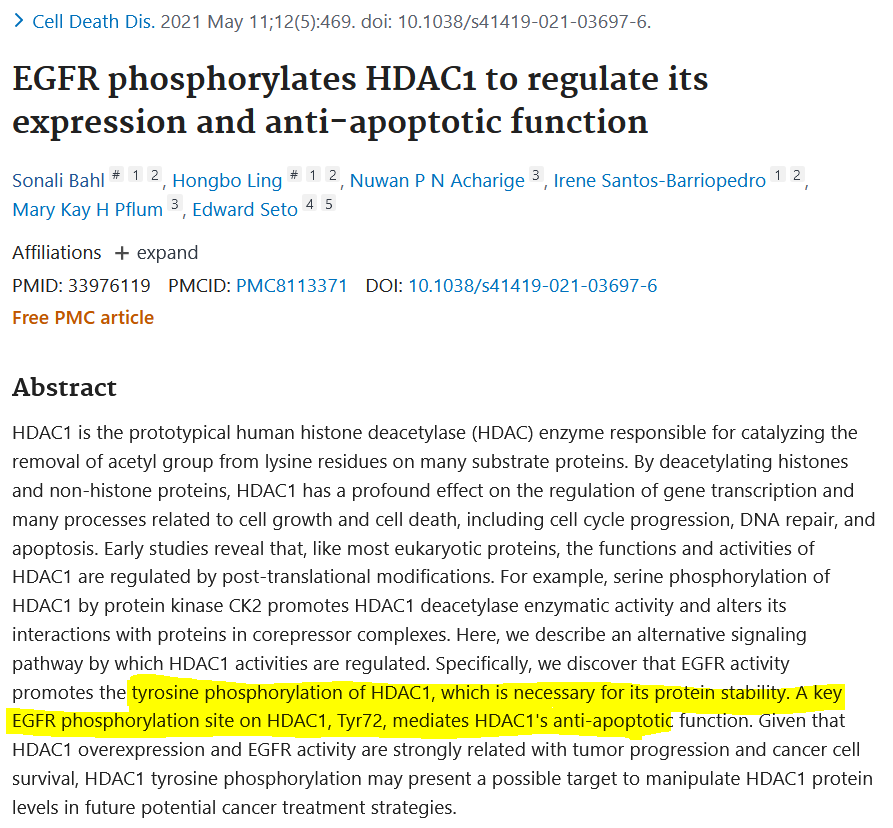 > Cell Death Dis. 2021 May 11;12(5):469. doi: 10.1038/s41419-021-03697-6.
EGFR phosphorylates HDAC1 to regulate its
expression and anti-apoptotic function
Sonali Bahl # 1 2, Hongbo Ling # 1 2, Nuwan P N Acharige 3, Irene Santos-Barriopedro 1 2,
Mary Kay H Pflum 3, Edward Seto 4 5
Affiliations + expand
PMID: 33976119 PMCID: PMC8113371 DOI: 10.1038/s41419-021-03697-6
Free PMC article
Abstract
HDAC1 is the prototypical human histone deacetylase (HDAC) enzyme responsible for catalyzing the
removal of acetyl group from lysine residues on many substrate proteins. By deacetylating histones
and non-histone proteins, HDAC1 has a profound effect on the regulation of gene transcription and
many processes related to cell growth and cell death, including cell cycle progression, DNA repair, and
apoptosis. Early studies reveal that, like most eukaryotic proteins, the functions and activities of
HDAC1 are regulated by post-translational modifications. For example, serine phosphorylation of
HDAC1 by protein kinase CK2 promotes HDAC1 deacetylase enzymatic activity and alters its
interactions with proteins in corepressor complexes. Here, we describe an alternative signaling
pathway by which HDAC1 activities are regulated. Specifically, we discover that EGFR activity
promotes the tyrosine phosphorylation of HDAC1, which is necessary for its protein stability. A key
EGFR phosphorylation site on HDAC1, Tyr72, mediates HDAC1's anti-apoptotic function. Given that
HDAC1 overexpression and EGFR activity are strongly related with tumor progression and cancer cell
survival, HDAC1 tyrosine phosphorylation may present a possible target to manipulate HDAC1 protein
levels in future potential cancer treatment strategies.